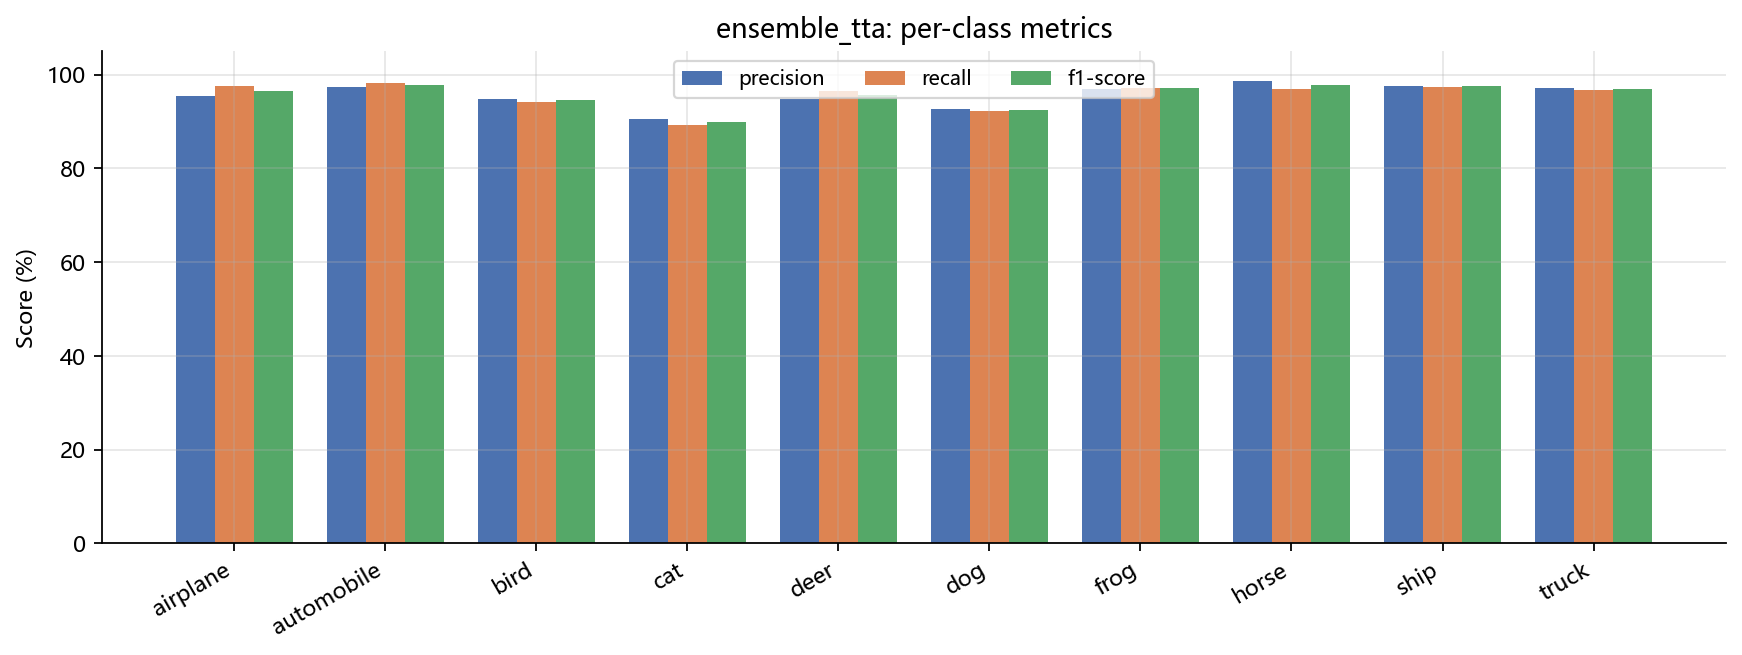 ensemble_tta: per-class metrics
precision recall f1-score
Score (%)
100
80
60
40
20
0
airplane automobile bird cat deer dog frog horse ship truck